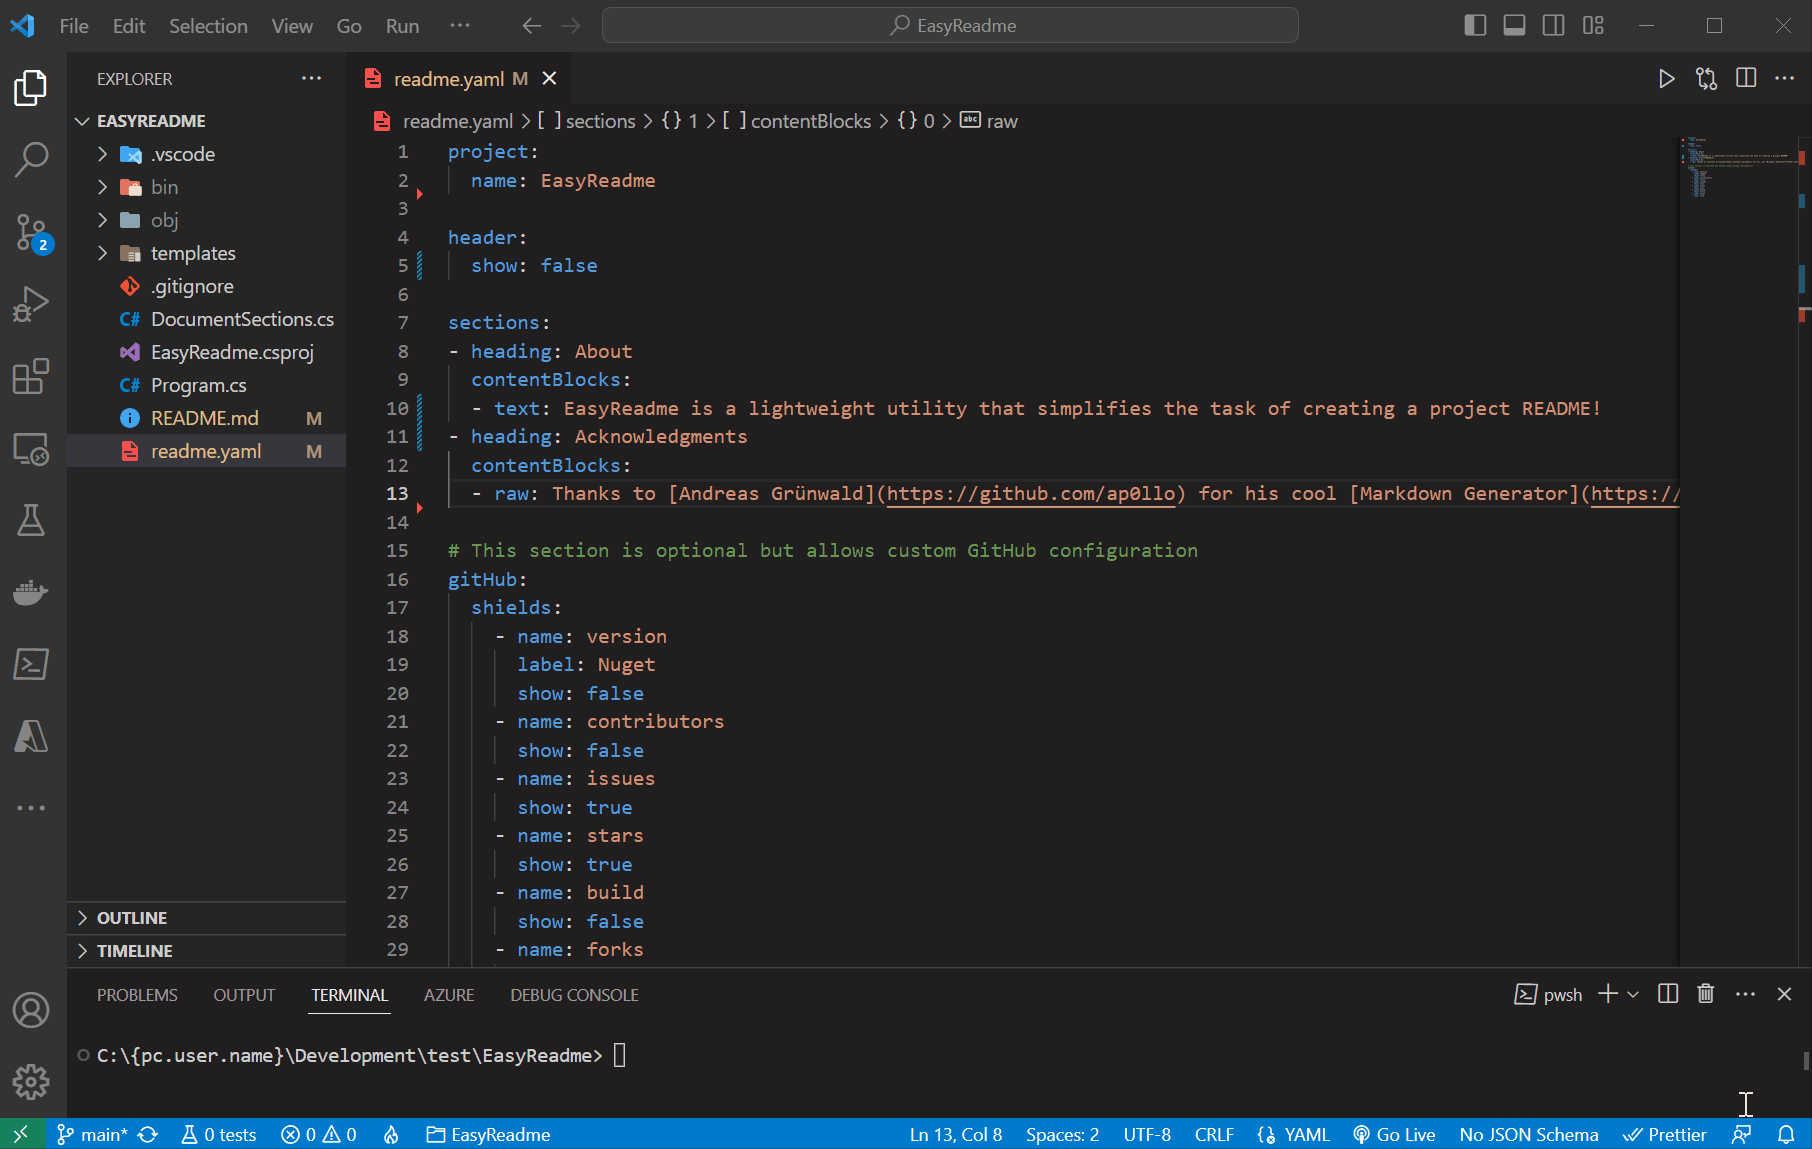 File Edit Selection View Go Run ··· EasyReadme
EXPLORER ···
EASYREADME
.vscode
bin
obj
templates
.gitignore
C# DocumentSections.cs
EasyReadme.csproj
C# Program.cs
README.md M
readme.yaml M
OUTLINE
TIMELINE
2
readme.yaml M
readme.yaml > [ ] sections > {} 1 > [ ] contentBlocks > {} 0 > abc raw
1 project:
2 name: EasyReadme
3
4 header:
5 show: false
6
7 sections:
8 - heading: About
9 contentBlocks:
10 - text: EasyReadme is a lightweight utility that simplifies the task of creating a project README!
11 - heading: Acknowledgments
12 contentBlocks:
13 - raw: Thanks to [Andreas Grünwald](https://github.com/ap0llo) for his cool [Markdown Generator](https://
14
15 # This section is optional but allows custom GitHub configuration
16 gitHub:
17 shields:
18 - name: version
19 label: Nuget
20 show: false
21 - name: contributors
22 show: false
23 - name: issues
24 show: true
25 - name: stars
26 show: true
27 - name: build
28 show: false
29 - name: forks
PROBLEMS OUTPUT TERMINAL AZURE DEBUG CONSOLE pwsh
C:\{pc.user.name}\Development\test\EasyReadme>
main* 0 tests 0 0 EasyReadme Ln 13, Col 8 Spaces: 2 UTF-8 CRLF YAML Go Live No JSON Schema Prettier